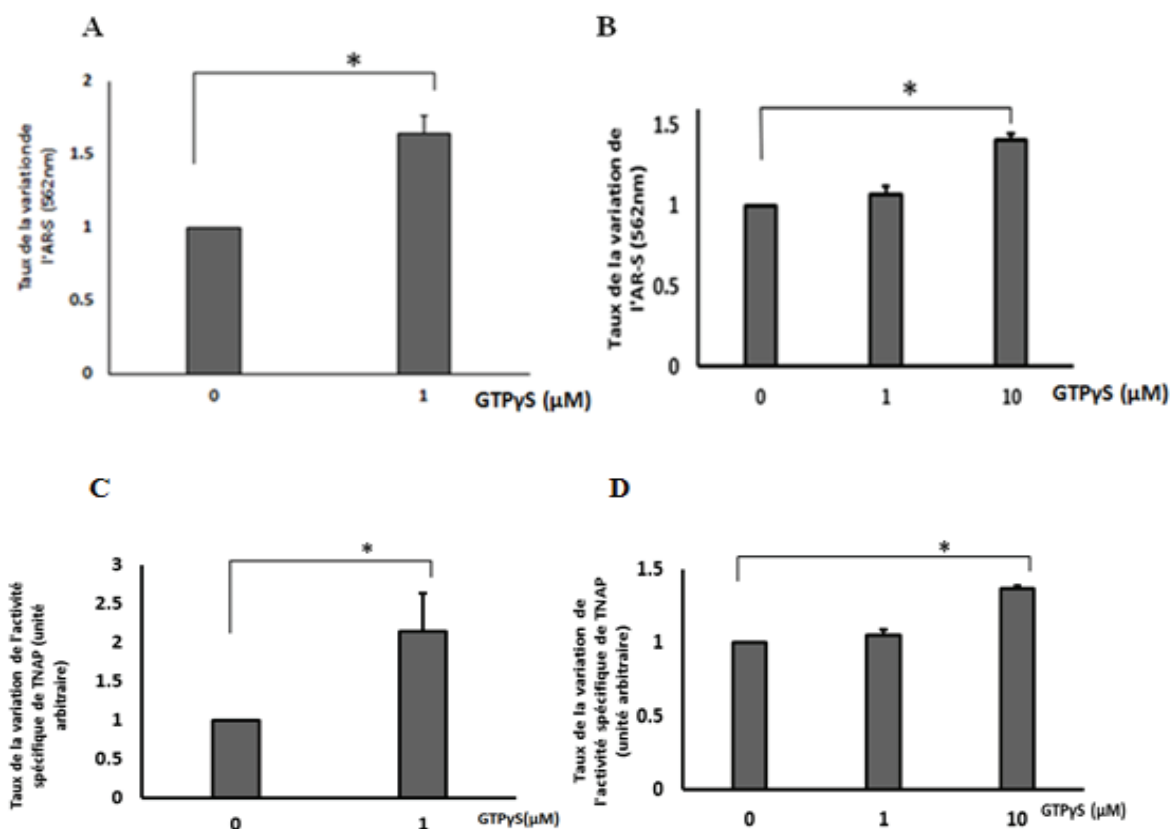 A
Taux de la variation de
l'AR-S (562nm)
2
1.5
1
0.5
0
*
0
1
GTPγS (µM)
B
Taux de la variation de
l'AR-S (562nm)
1.5
1
0.5
0
*
0
1
10
GTPγS (µM)
C
Taux de la variation de l'activité
spécifique de TNAP (unité
arbitraire)
3
2.5
2
1.5
1
0.5
0
*
0
1
GTPγS(µM)
D
Taux de la variation de
l'activité spécifique de TNAP
(unité arbitraire)
1.5
1
0.5
0
*
0
1
10
GTPγS (µM)